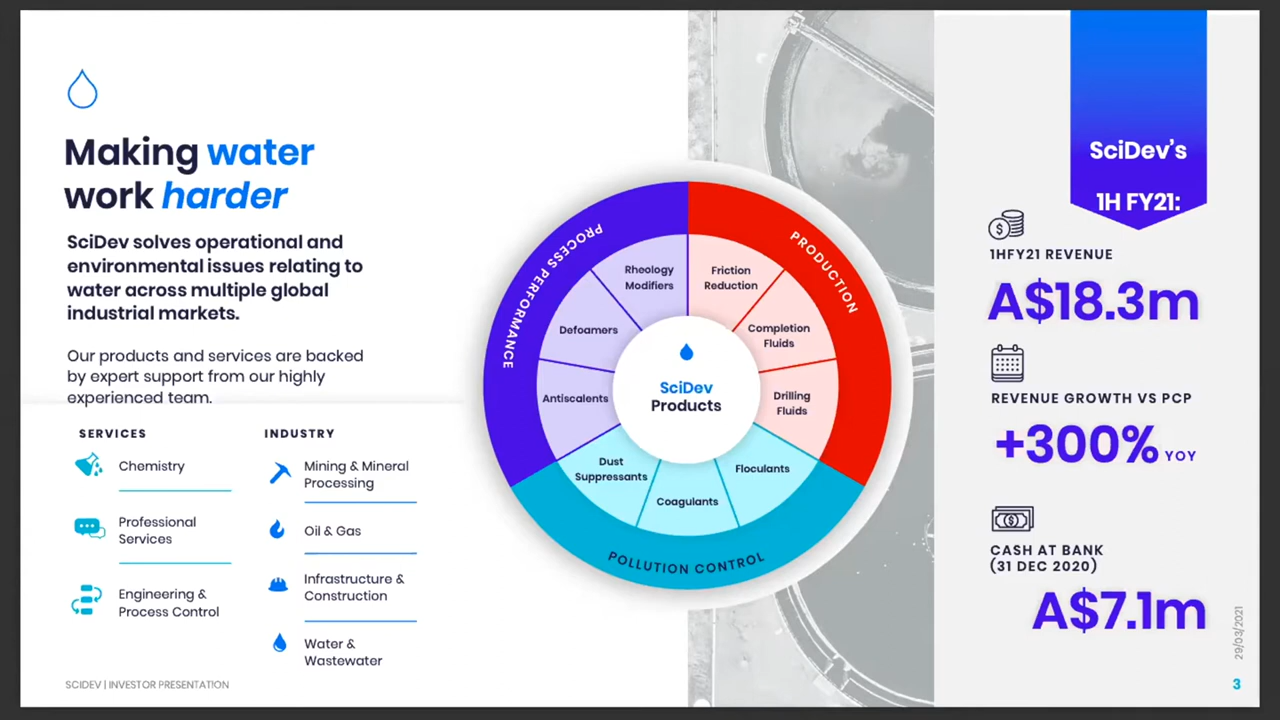 Making water
work harder
SciDev solves operational and
environmental issues relating to
water across multiple global
industrial markets.
Our products and services are backed
by expert support from our highly
experienced team.
SERVICES
Chemistry
Professional
Services
Engineering &
Process Control
INDUSTRY
Mining & Mineral
Processing
Oil & Gas
Infrastructure &
Construction
Water &
Wastewater
SCIDEV | INVESTOR PRESENTATION
PROCESS PERFORMANCE
Rheology
Modifiers
Defoamers
Antiscalents
PRODUCTION
Friction
Reduction
Completion
Fluids
Drilling
Fluids
SciDev
Products
Dust
Suppressants
Coagulants
Floculants
POLLUTION CONTROL
SciDev's
1H FY21:
1HFY21 REVENUE
A$18.3m
REVENUE GROWTH VS PCP
+300% YOY
CASH AT BANK
(31 DEC 2020)
A$7.1m
29/03/2021
3